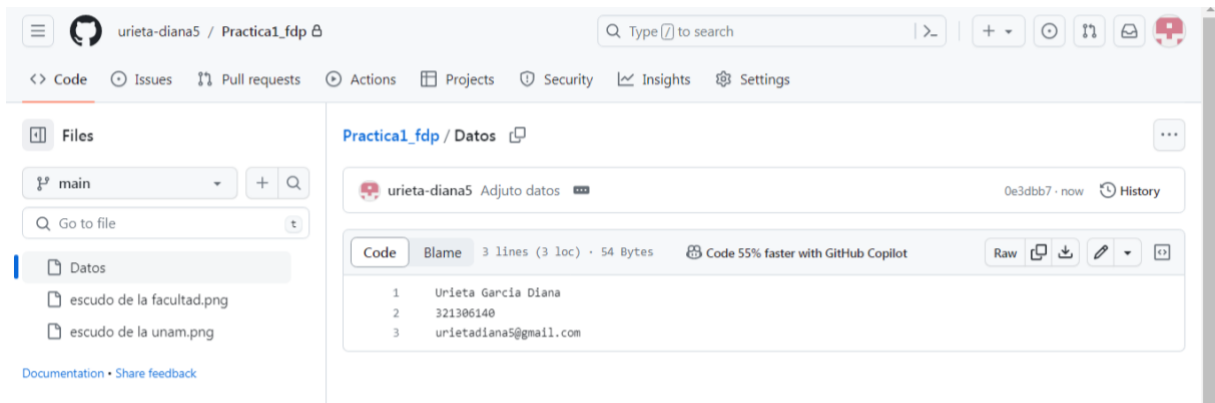 urieta-diana5 / Practica1_fdp
Type / to search
Code Issues Pull requests Actions Projects Security Insights Settings
Files
main
Go to file t
Datos
escudo de la facultad.png
escudo de la unam.png
Documentation • Share feedback
Practica1_fdp / Datos
urieta-diana5 Adjuto datos 0e3dbb7 · now History
Code Blame 3 lines (3 loc) · 54 Bytes Code 55% faster with GitHub Copilot Raw
1 Urieta Garcia Diana
2 321306140
3 urietadiana5@gmail.com